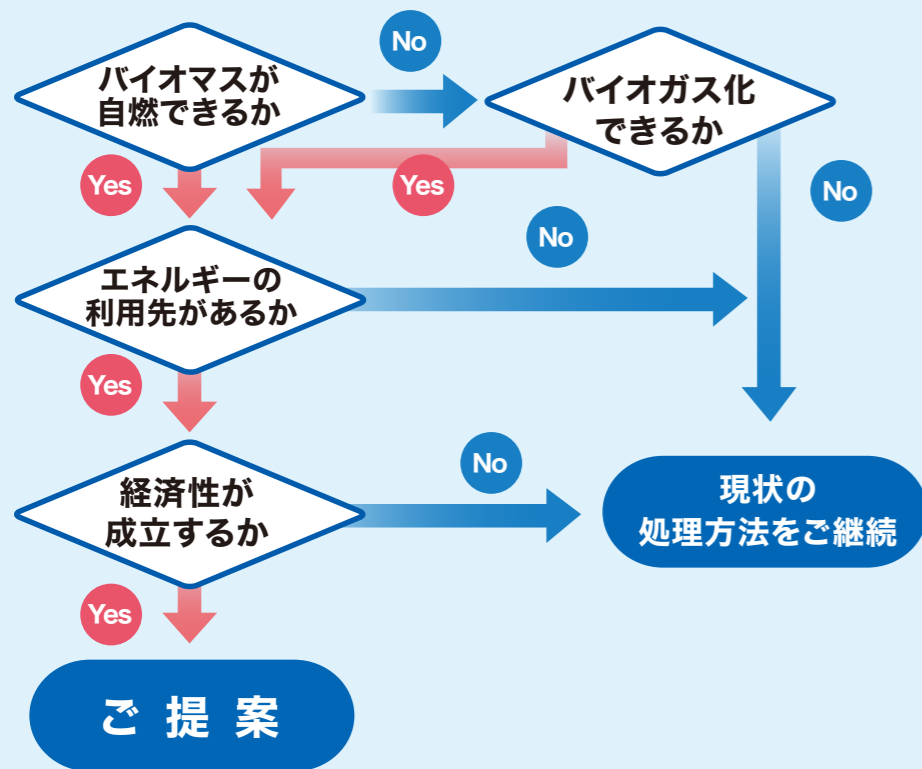 バイオマスが
自燃できるか
No
バイオガス化
できるか
Yes
Yes
No
エネルギーの
利用先があるか
No
Yes
経済性が
成立するか
No
現状の
処理方法をご継続
Yes
ご提案